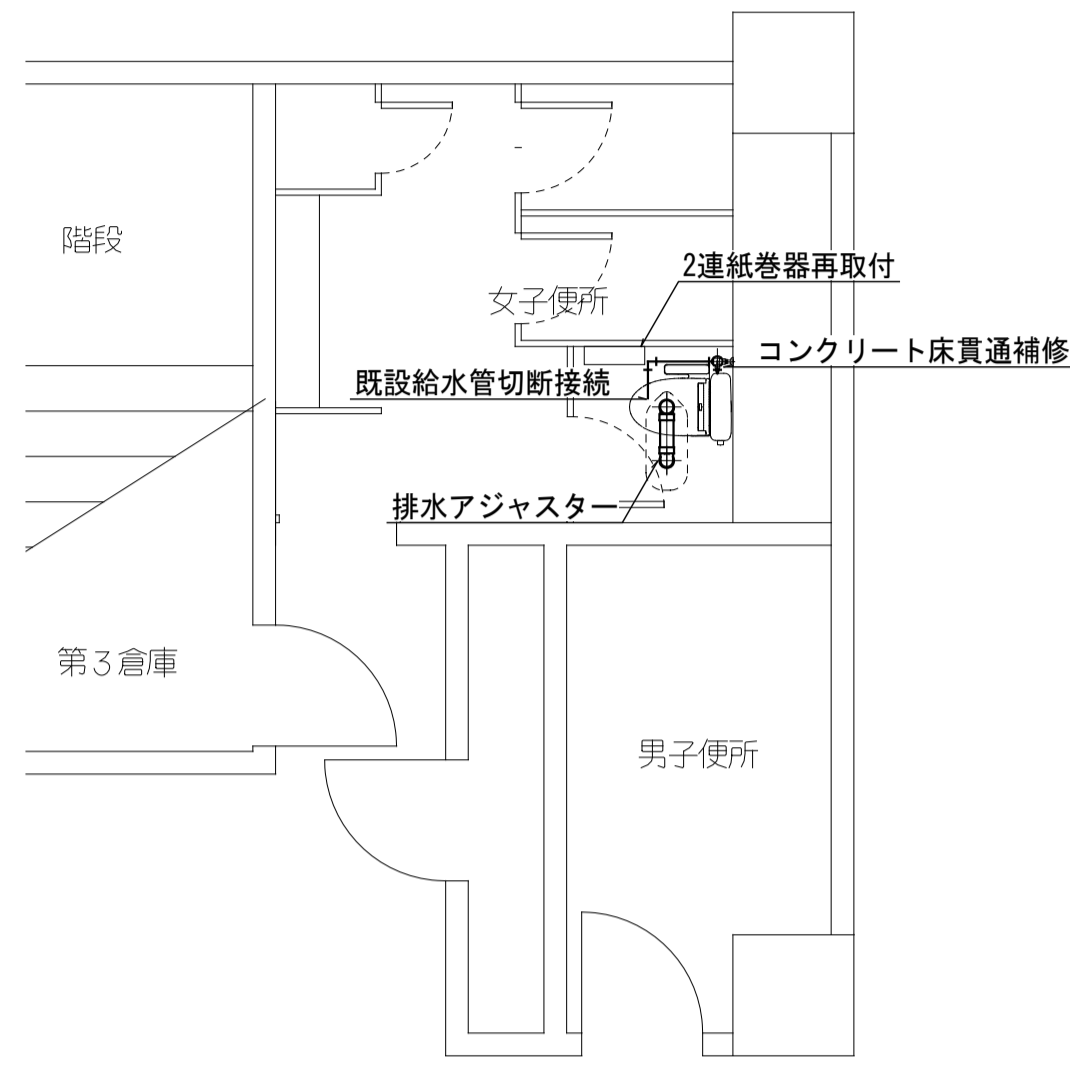 階段
2連紙巻器再取付
女子便所
コンクリート床貫通補修
既設給水管切断接続
排水アジャスター
第3倉庫
男子便所